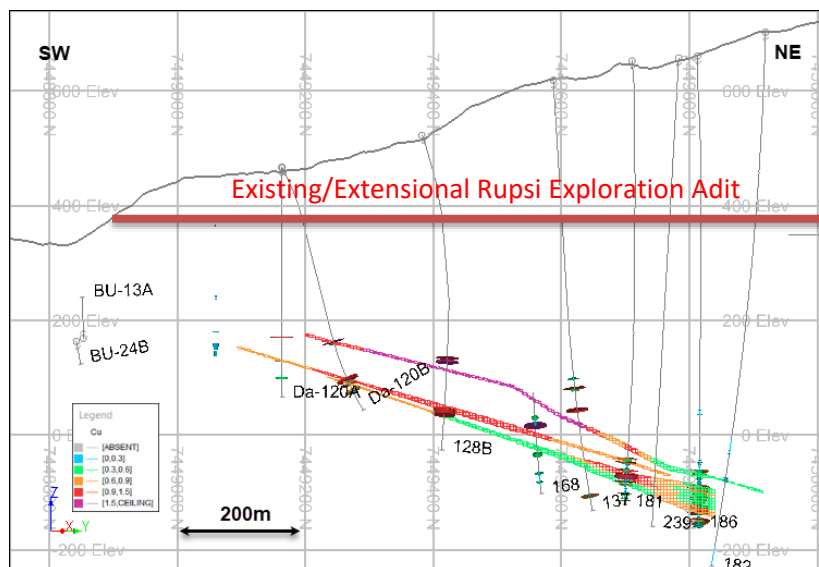 SW
NE
7449000 N
7449200 N
7449400 N
600 Elev
600 Elev
Existing/Extensional Rupsi Exploration Adit
400 Elev
400 Elev
BU-13A
200 Elev
200 Elev
BU-24B
Da-120A
Da-120B
Legend
Cu
[ABSENT]
[0,0.3]
[0.3,0.6]
[0.6,0.9]
[0.9,1.5]
[1.5,CEILING]
0 Elev
0 Elev
128B
168
137
181
239
186
182
Z
X
Y
200m
-200 Elev
-200 Elev